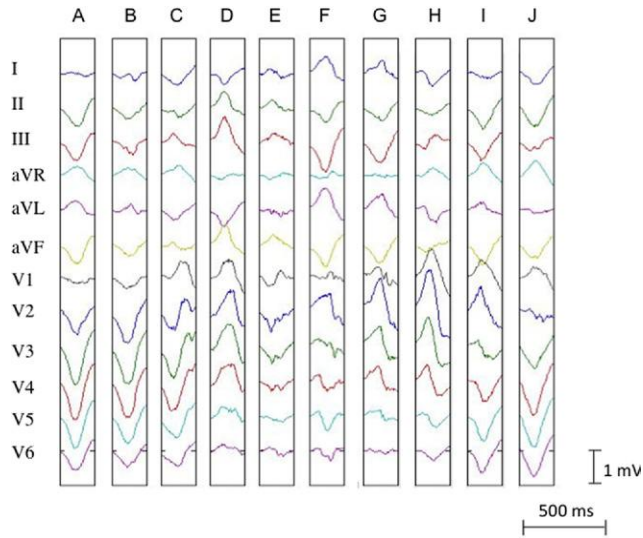 A B C D E F G H I J
I
II
III
aVR
aVL
aVF
V1
V2
V3
V4
V5
V6
1 mV
500 ms